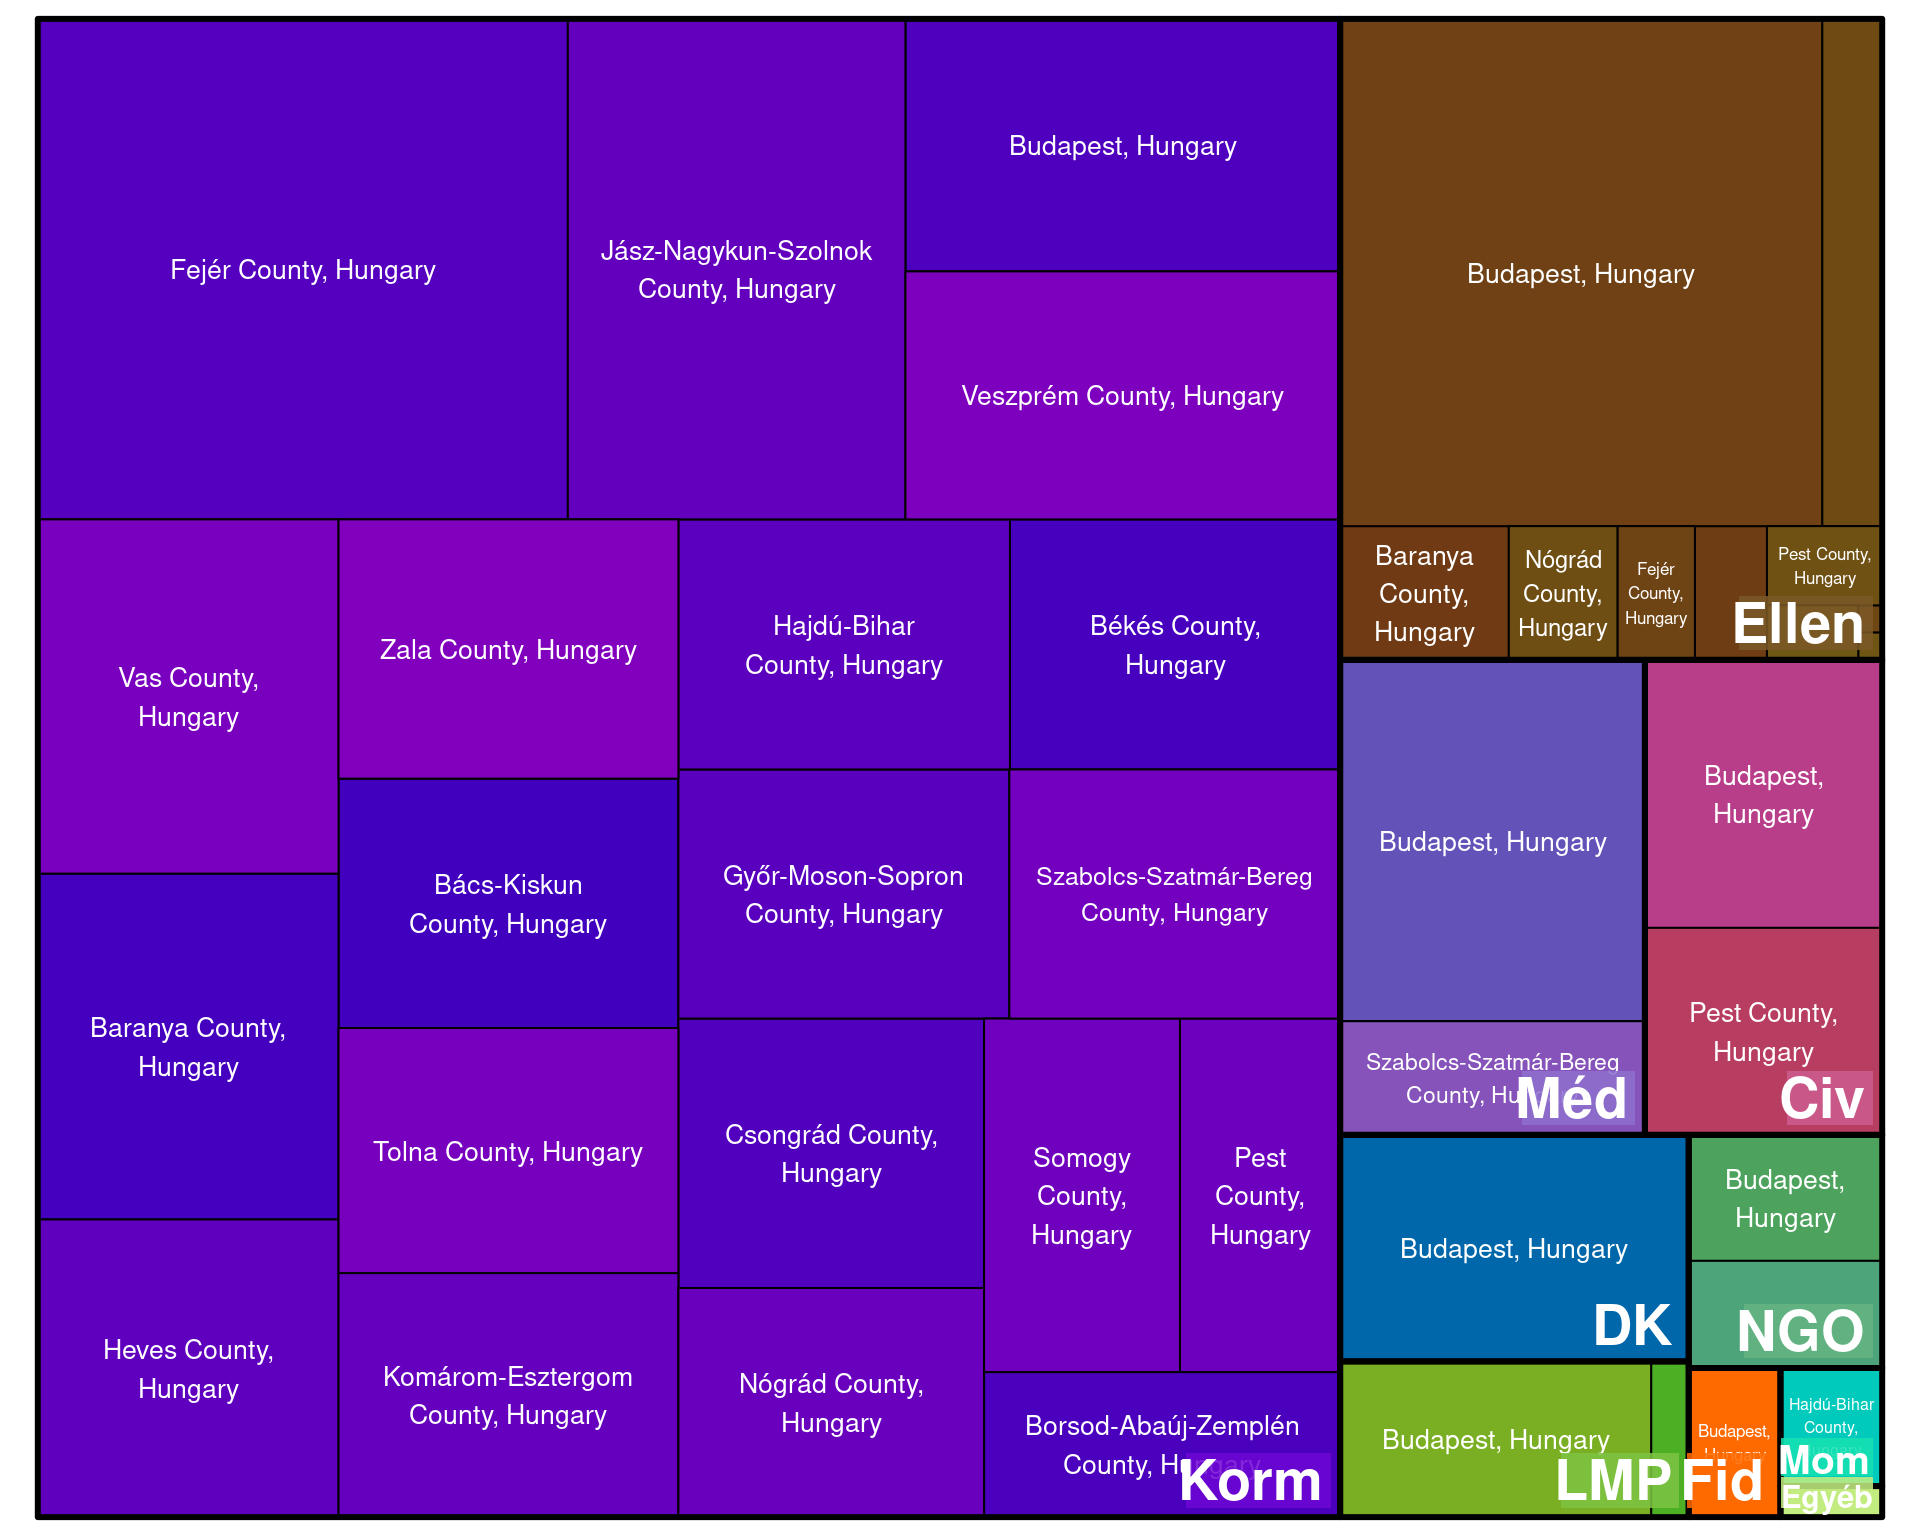 Fejér County, Hungary
Jász-Nagykun-Szolnok
County, Hungary
Budapest, Hungary
Veszprém County, Hungary
Vas County,
Hungary
Zala County, Hungary
Hajdú-Bihar
County, Hungary
Békés County,
Hungary
Bács-Kiskun
County, Hungary
Győr-Moson-Sopron
County, Hungary
Szabolcs-Szatmár-Bereg
County, Hungary
Baranya County,
Hungary
Tolna County, Hungary
Csongrád County,
Hungary
Somogy
County,
Hungary
Pest
County,
Hungary
Heves County,
Hungary
Komárom-Esztergom
County, Hungary
Nógrád County,
Hungary
Borsod-Abaúj-Zemplén
County, Hungary
Korm
Budapest, Hungary
Baranya
County,
Hungary
Nógrád
County,
Hungary
Fejér
County,
Hungary
Pest County,
Hungary
Ellen
Budapest, Hungary
Szabolcs-Szatmár-Bereg
County, Hu
Méd
Budapest,
Hungary
Pest County,
Hungary
Civ
Budapest, Hungary
DK
Budapest,
Hungary
NGO
Budapest, Hungary
LMP
Budapest,
Hungary
Fid
Hajdú-Bihar
County,
Mom
Egyéb